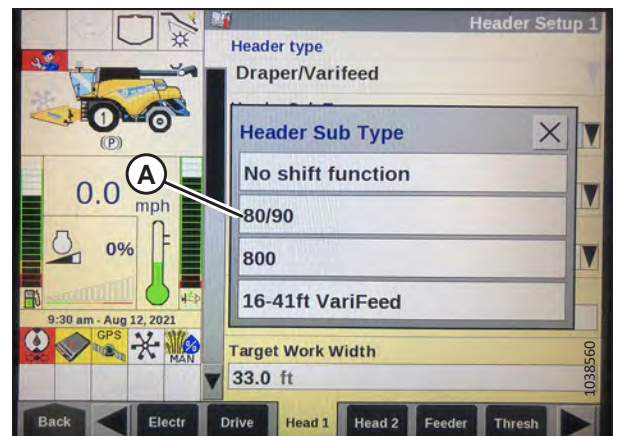 Header Setup 1
Header type
Draper/Varifeed
Header Sub Type
No shift function
80/90
800
16-41ft VariFeed
A
1
(P)
0.0 mph
0%
9:30 am - Aug 12, 2021
GPS
MAN
Target Work Width
33.0 ft
1038560
Back
Electr
Drive
Head 1
Head 2
Feeder
Thresh